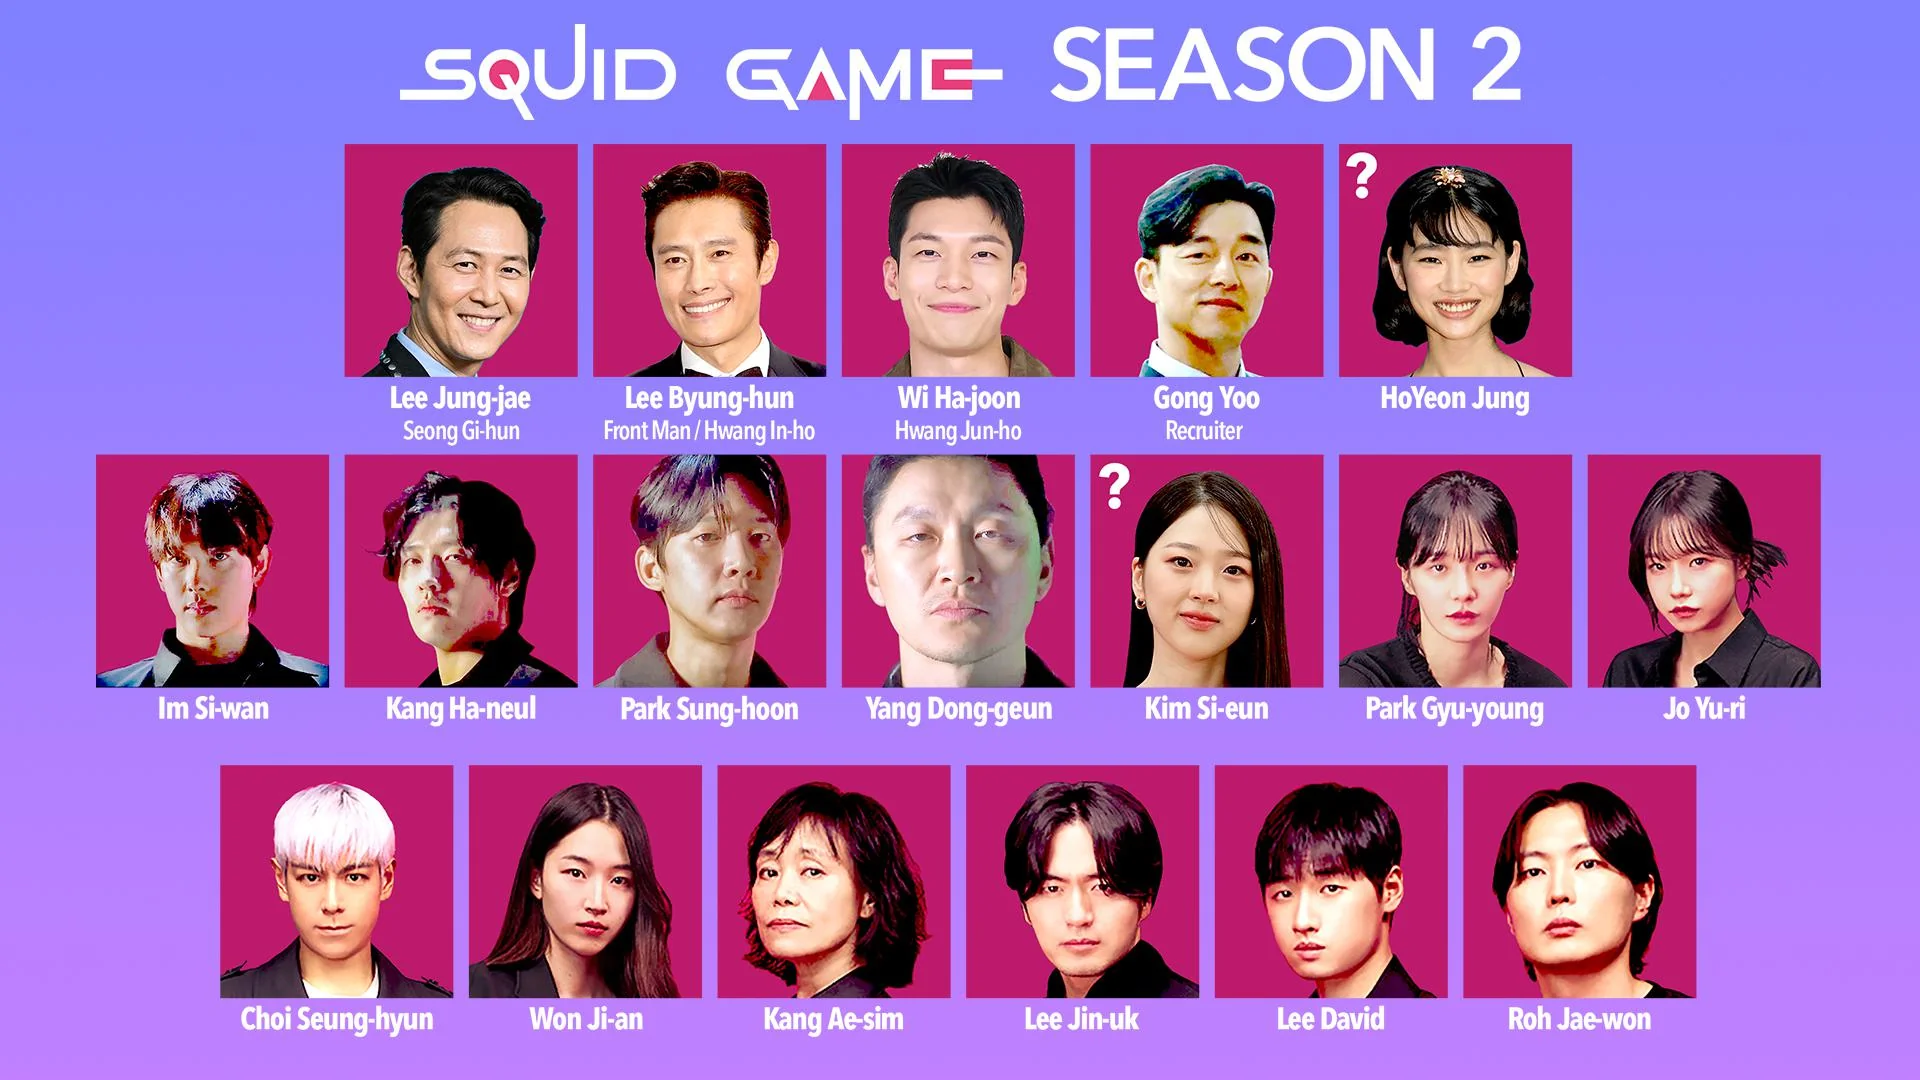 SQUID GAME SEASON 2
?
Lee Jung-jae Lee Byung-hun Wi Ha-joon Gong Yoo HoYeon Jung
Seong Gi-hun Front Man / Hwang In-ho Hwang Jun-ho Recruiter
?
Im Si-wan Kang Ha-neul Park Sung-hoon Yang Dong-geun Kim Si-eun Park Gyu-young Jo Yu-ri
Choi Seung-hyun Won Ji-an Kang Ae-sim Lee Jin-uk Lee David Roh Jae-won